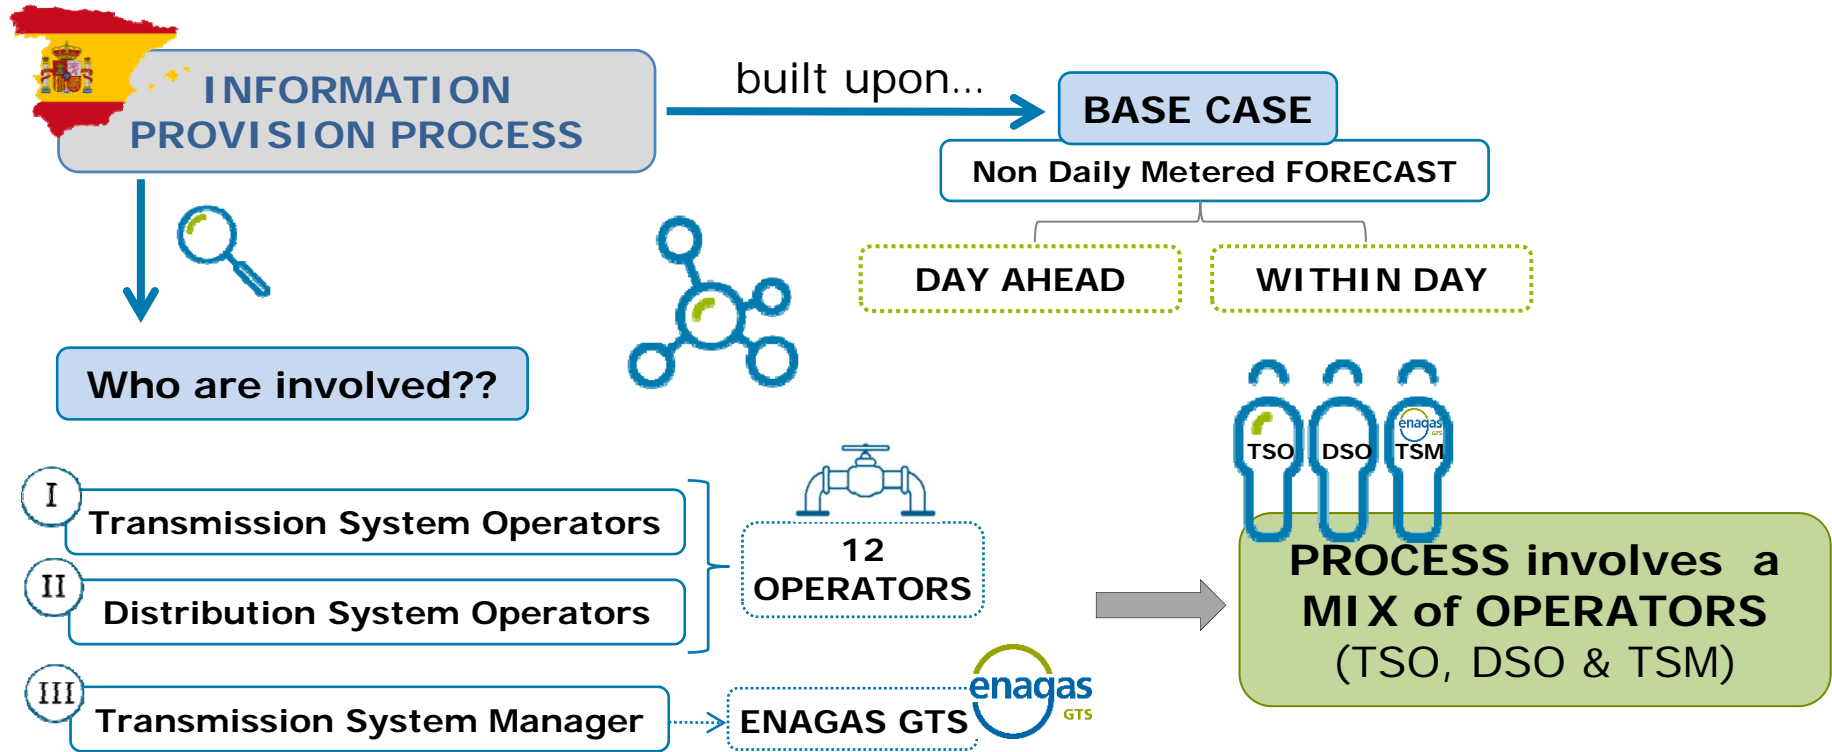 INFORMATION
PROVISION PROCESS
built upon...
BASE CASE
Non Daily Metered FORECAST
DAY AHEAD
WITHIN DAY
Who are involved??
I
Transmission System Operators
II
Distribution System Operators
12
OPERATORS
III
Transmission System Manager
ENAGAS GTS
enagas
GTS
TSO
DSO
enagas
GTS
TSM
PROCESS involves a
MIX of OPERATORS
(TSO, DSO & TSM)